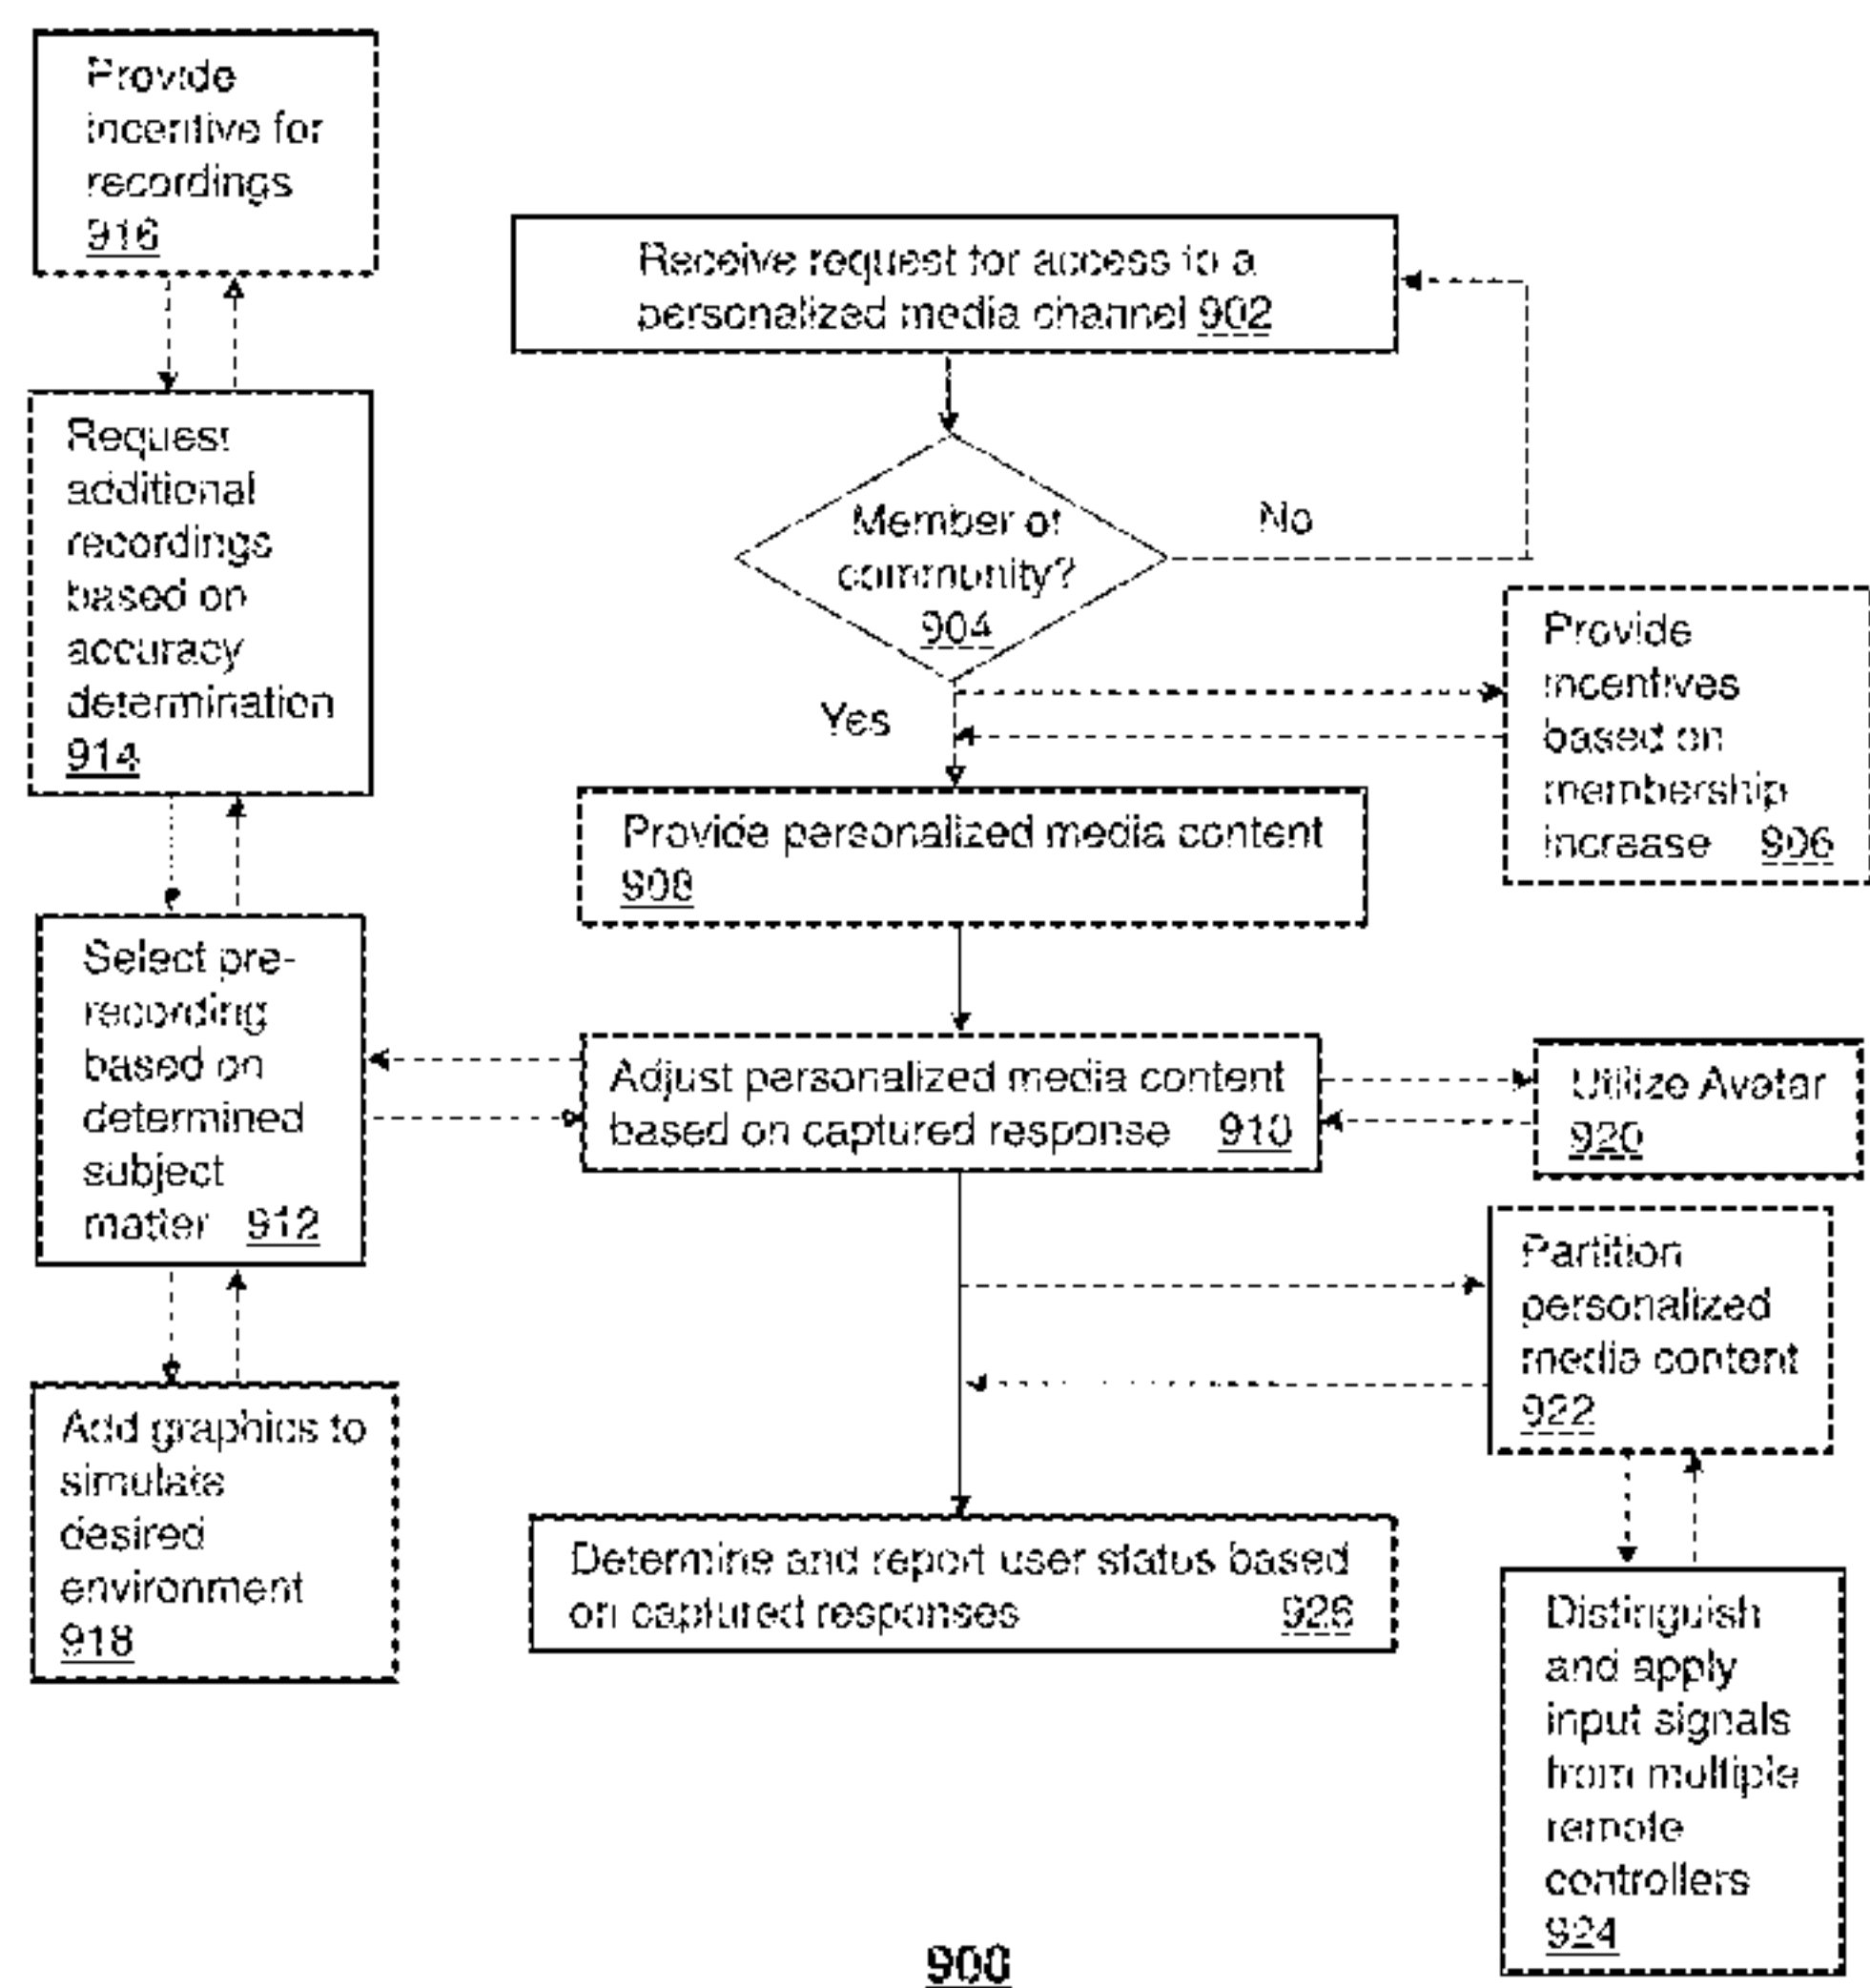 Provide
incentive for
recordings
916
Receive request for access to a
personalized media channel 902
Request
additional
recordings
based on
accuracy
determination
914
Member of
community?
904
No
Yes
Provide
incentives
based on
membership
increase 906
Provide personalized media content
908
Select pre-
recording
based on
determined
subject
matter 912
Adjust personalized media content
based on captured response 910
Utilize Avatar
920
Partition
personalized
media content
922
Add graphics to
simulate
desired
environment
918
Determine and report user status based
on captured responses 926
Distinguish
and apply
input signals
from multiple
remote
controllers
924
900